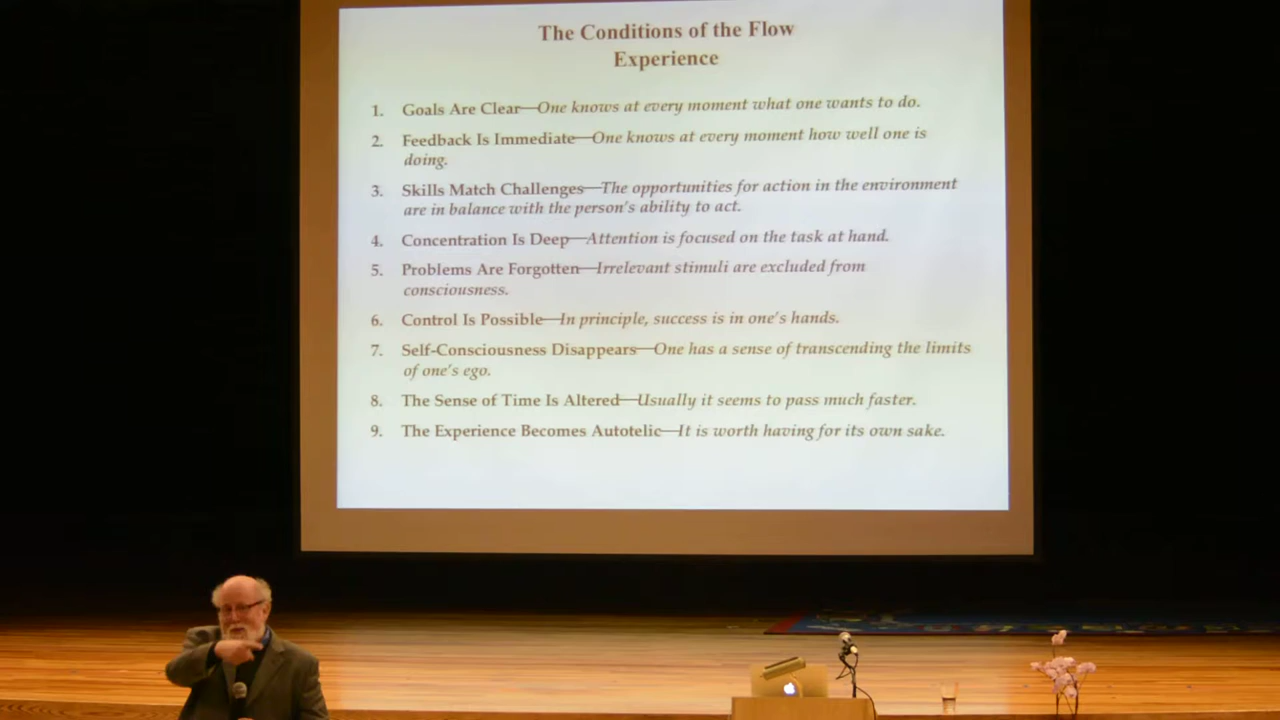 The Conditions of the Flow
Experience
1. Goals Are Clear—One knows at every moment what one wants to do.
2. Feedback Is Immediate—One knows at every moment how well one is
doing.
3. Skills Match Challenges—The opportunities for action in the environment
are in balance with the person's ability to act.
4. Concentration Is Deep—Attention is focused on the task at hand.
5. Problems Are Forgotten—Irrelevant stimuli are excluded from
consciousness.
6. Control Is Possible—In principle, success is in one's hands.
7. Self-Consciousness Disappears—One has a sense of transcending the limits
of one's ego.
8. The Sense of Time Is Altered—Usually it seems to pass much faster.
9. The Experience Becomes Autotelic—It is worth having for its own sake.